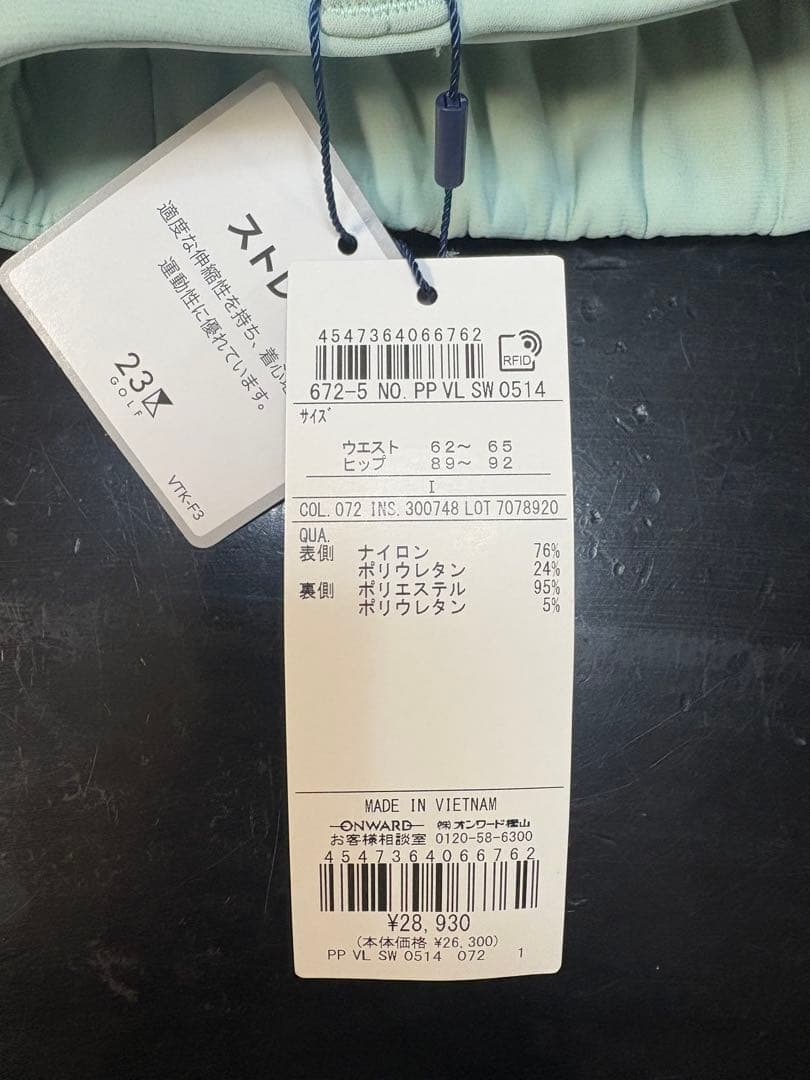 ストレ
適度な伸縮性を持ち、着心
運動性に優れています。
23
GOLF
VTK-F3
4547364066762
RFID
672-5 NO. PP VL SW 0514
サイズ
ウエスト 62〜 65
ヒップ 89〜 92
I
COL. 072 INS. 300748 LOT 7078920
QUA.
表側 ナイロン 76%
ポリウレタン 24%
裏側 ポリエステル 95%
ポリウレタン 5%
MADE IN VIETNAM
ONWARD ㈱オンワード樫山
お客様相談室 0120-58-6300
4547364066762
¥28,930
(本体価格 ¥26,300)
PP VL SW 0514 072 1